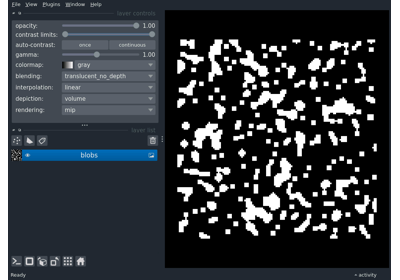 File View Plugins Window Help
layer controls
opacity: 1.00
contrast limits:
auto-contrast: once continuous
gamma: 1.00
colormap: gray
blending: translucent_no_depth
interpolation: linear
depiction: volume
rendering: mip
layer list
blobs
Ready activity